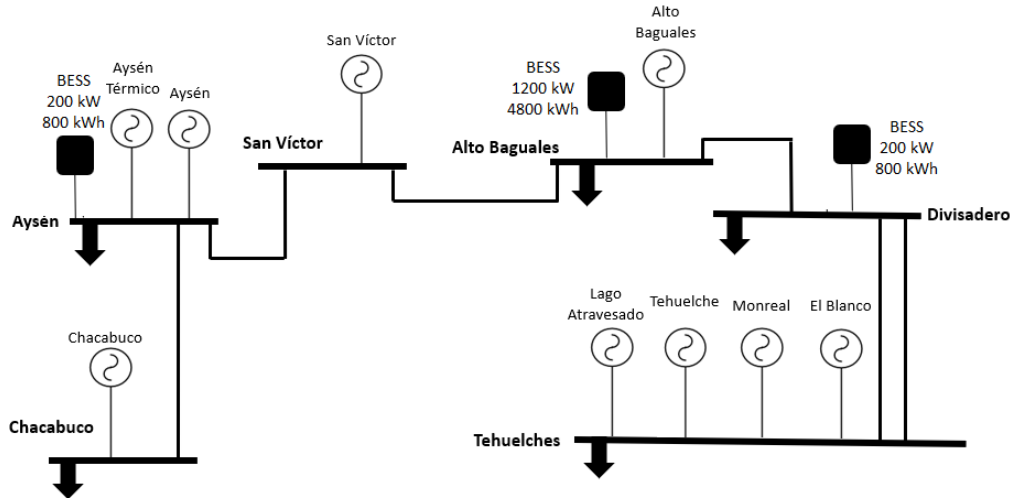 San Víctor
Alto
Baguales
BESS
1200 kW
4800 kWh
Aysén
Térmico
Aysén
BESS
200 kW
800 kWh
San Víctor
Alto Baguales
BESS
200 kW
800 kWh
Aysén
Divisadero
Lago
Atravesado
Tehuelche
Monreal
El Blanco
Chacabuco
Chacabuco
Tehuelches